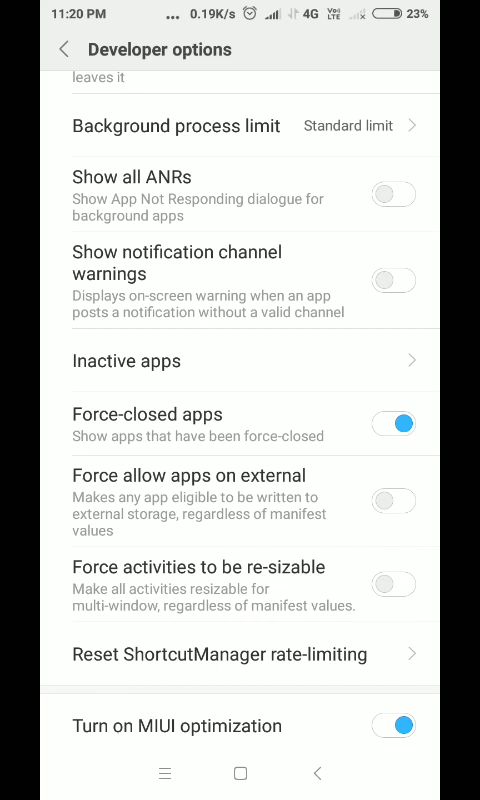 11:20 PM ... 0.19K/s 4G VoLTE 23%
Developer options
leaves it
Background process limit Standard limit
Show all ANRs
Show App Not Responding dialogue for
background apps
Show notification channel
warnings
Displays on-screen warning when an app
posts a notification without a valid channel
Inactive apps
Force-closed apps
Show apps that have been force-closed
Force allow apps on external
Makes any app eligible to be written to
external storage, regardless of manifest
values
Force activities to be re-sizable
Make all activities resizable for
multi-window, regardless of manifest values.
Reset ShortcutManager rate-limiting
Turn on MIUI optimization